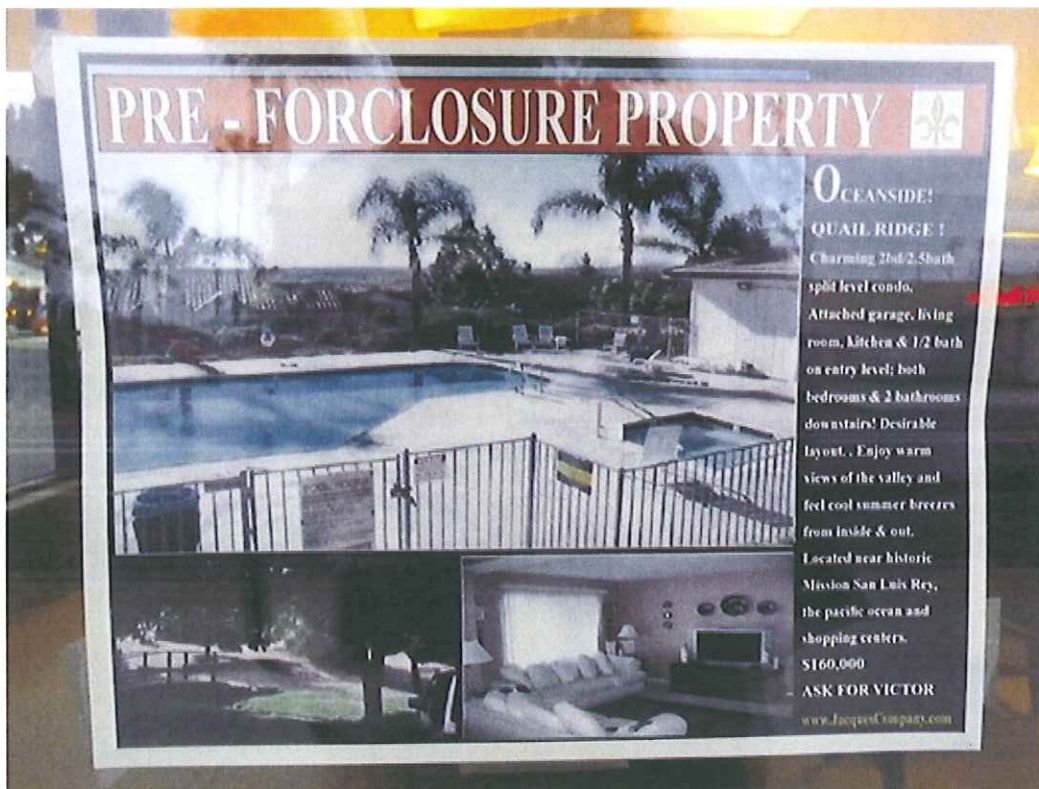 PRE - FORCLOSURE PROPERTY
OCEANSIDE!
QUAIL RIDGE !
Charming 2bd/2.5bath
split level condo.
Attached garage, living
room, kitchen & 1/2 bath
on entry level; both
bedrooms & 2 bathrooms
downstairs! Desirable
layout. . Enjoy warm
views of the valley and
feel cool summer breezes
from inside & out.
Located near historic
Mission San Luis Rey,
the pacific ocean and
shopping centers.
$160,000
ASK FOR VICTOR
www.JacquesCompany.com